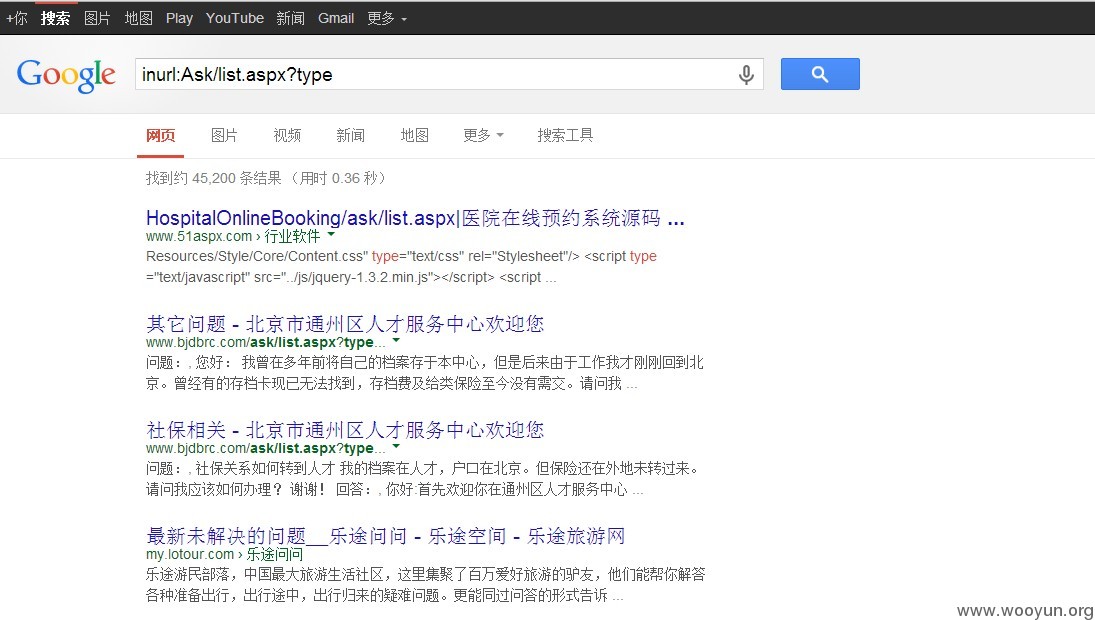 +你 搜索 图片 地图 Play YouTube 新闻 Gmail 更多
Google inurl:Ask/list.aspx?type
网页 图片 视频 新闻 地图 更多 搜索工具
找到约 45,200 条结果 （用时 0.36 秒）
HospitalOnlineBooking/ask/list.aspx|医院在线预约系统源码 ...
www.51aspx.com › 行业软件
Resources/Style/Core/Content.css" type="text/css" rel="Stylesheet"/> <script type
="text/javascript" src="../js/jquery-1.3.2.min.js"></script> <script ...
其它问题 - 北京市通州区人才服务中心欢迎您
www.bjdbrc.com/ask/list.aspx?type...
问题：, 您好： 我曾在多年前将自己的档案存于本中心，但是后来由于工作我才刚刚回到北
京。曾经有的存档卡现已无法找到，存档费及给类保险至今没有需交。请问我 ...
社保相关 - 北京市通州区人才服务中心欢迎您
www.bjdbrc.com/ask/list.aspx?type...
问题：, 社保关系如何转到人才 我的档案在人才，户口在北京。但保险还在外地未转过来。
请问我应该如何办理？ 谢谢！ 回答：, 你好:首先欢迎你在通州区人才服务中心 ...
最新未解决的问题__乐途问问 - 乐途空间 - 乐途旅游网
my.lotour.com › 乐途问问
乐途游民部落，中国最大旅游生活社区，这里集聚了百万爱好旅游的驴友，他们能帮你解答
各种准备出行，出行途中，出行归来的疑难问题。更能同过问答的形式告诉 ...
www.wooyun.org